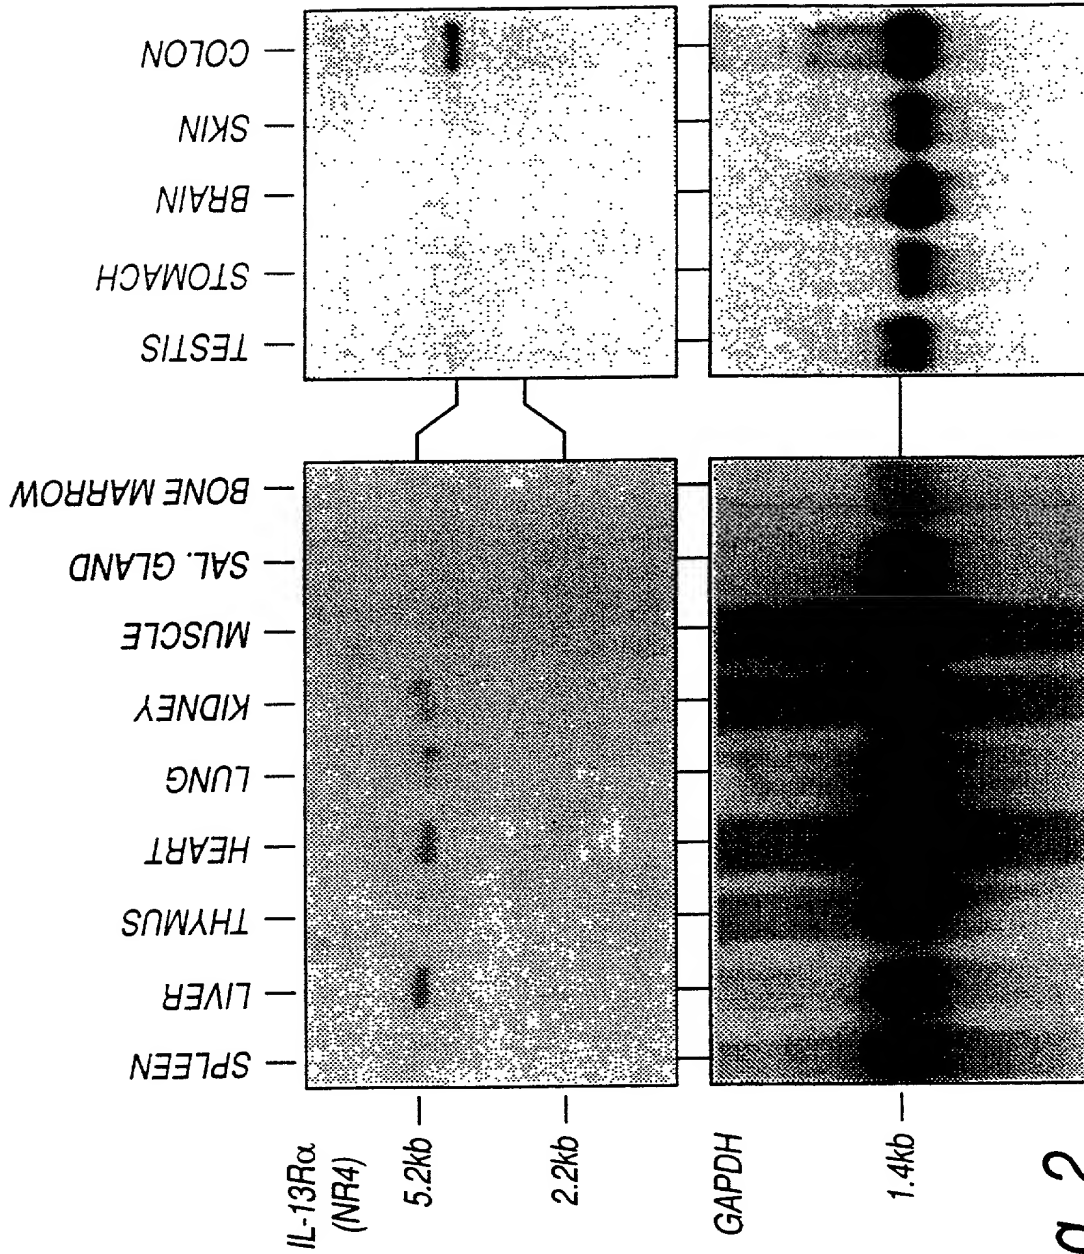 IL-13Rα
(NR4)
5.2kb
2.2kb
GAPDH
1.4kb
SPLEEN
LIVER
THYMUS
HEART
LUNG
KIDNEY
MUSCLE
SAL. GLAND
BONE MARROW
TESTIS
STOMACH
BRAIN
SKIN
COLON
g. 2